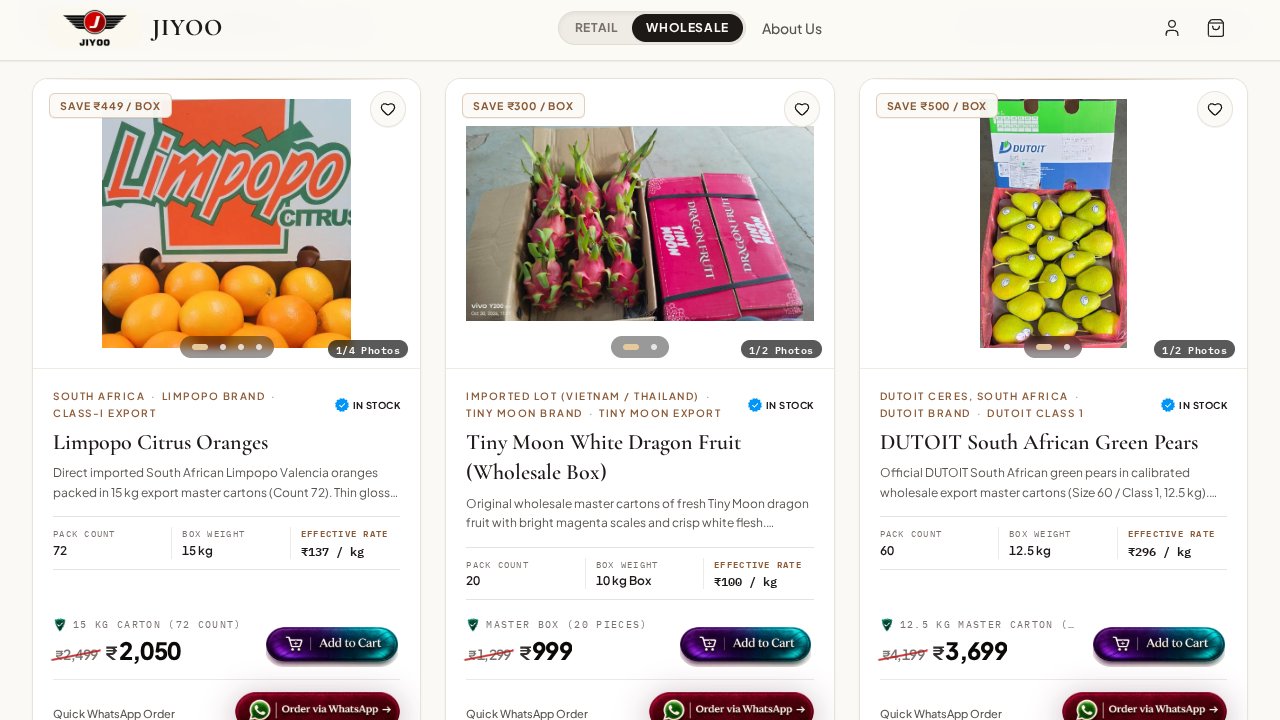 JIYOO
JIYOO
RETAIL
WHOLESALE
About Us
SAVE ₹449 / BOX
Limpopo
CITRUS
1/4 Photos
SOUTH AFRICA · LIMPOPO BRAND ·
CLASS-I EXPORT
IN STOCK
Limpopo Citrus Oranges
Direct imported South African Limpopo Valencia oranges
packed in 15 kg export master cartons (Count 72). Thin gloss…
PACK COUNT
72
BOX WEIGHT
15 kg
EFFECTIVE RATE
₹137 / kg
15 KG CARTON (72 COUNT)
₹2,499 ₹2,050
Add to Cart
Quick WhatsApp Order
Order via WhatsApp →
SAVE ₹300 / BOX
DRAGON FRUIT
TINY MOON
DRAGON FRUIT
TINY MOON
vivo Y200
1/2 Photos
IMPORTED LOT (VIETNAM / THAILAND) ·
TINY MOON BRAND · TINY MOON EXPORT
IN STOCK
Tiny Moon White Dragon Fruit
(Wholesale Box)
Original wholesale master cartons of fresh Tiny Moon dragon
fruit with bright magenta scales and crisp white flesh.…
PACK COUNT
20
BOX WEIGHT
10 kg Box
EFFECTIVE RATE
₹100 / kg
MASTER BOX (20 PIECES)
₹1,299 ₹999
Add to Cart
Quick WhatsApp Order
Order via WhatsApp →
SAVE ₹500 / BOX
DUTOIT
1/2 Photos
DUTOIT CERES, SOUTH AFRICA ·
DUTOIT BRAND · DUTOIT CLASS 1
IN STOCK
DUTOIT South African Green Pears
Official DUTOIT South African green pears in calibrated
wholesale export master cartons (Size 60 / Class 1, 12.5 kg).…
PACK COUNT
60
BOX WEIGHT
12.5 kg
EFFECTIVE RATE
₹296 / kg
12.5 KG MASTER CARTON (…
₹4,199 ₹3,699
Add to Cart
Quick WhatsApp Order
Order via WhatsApp →